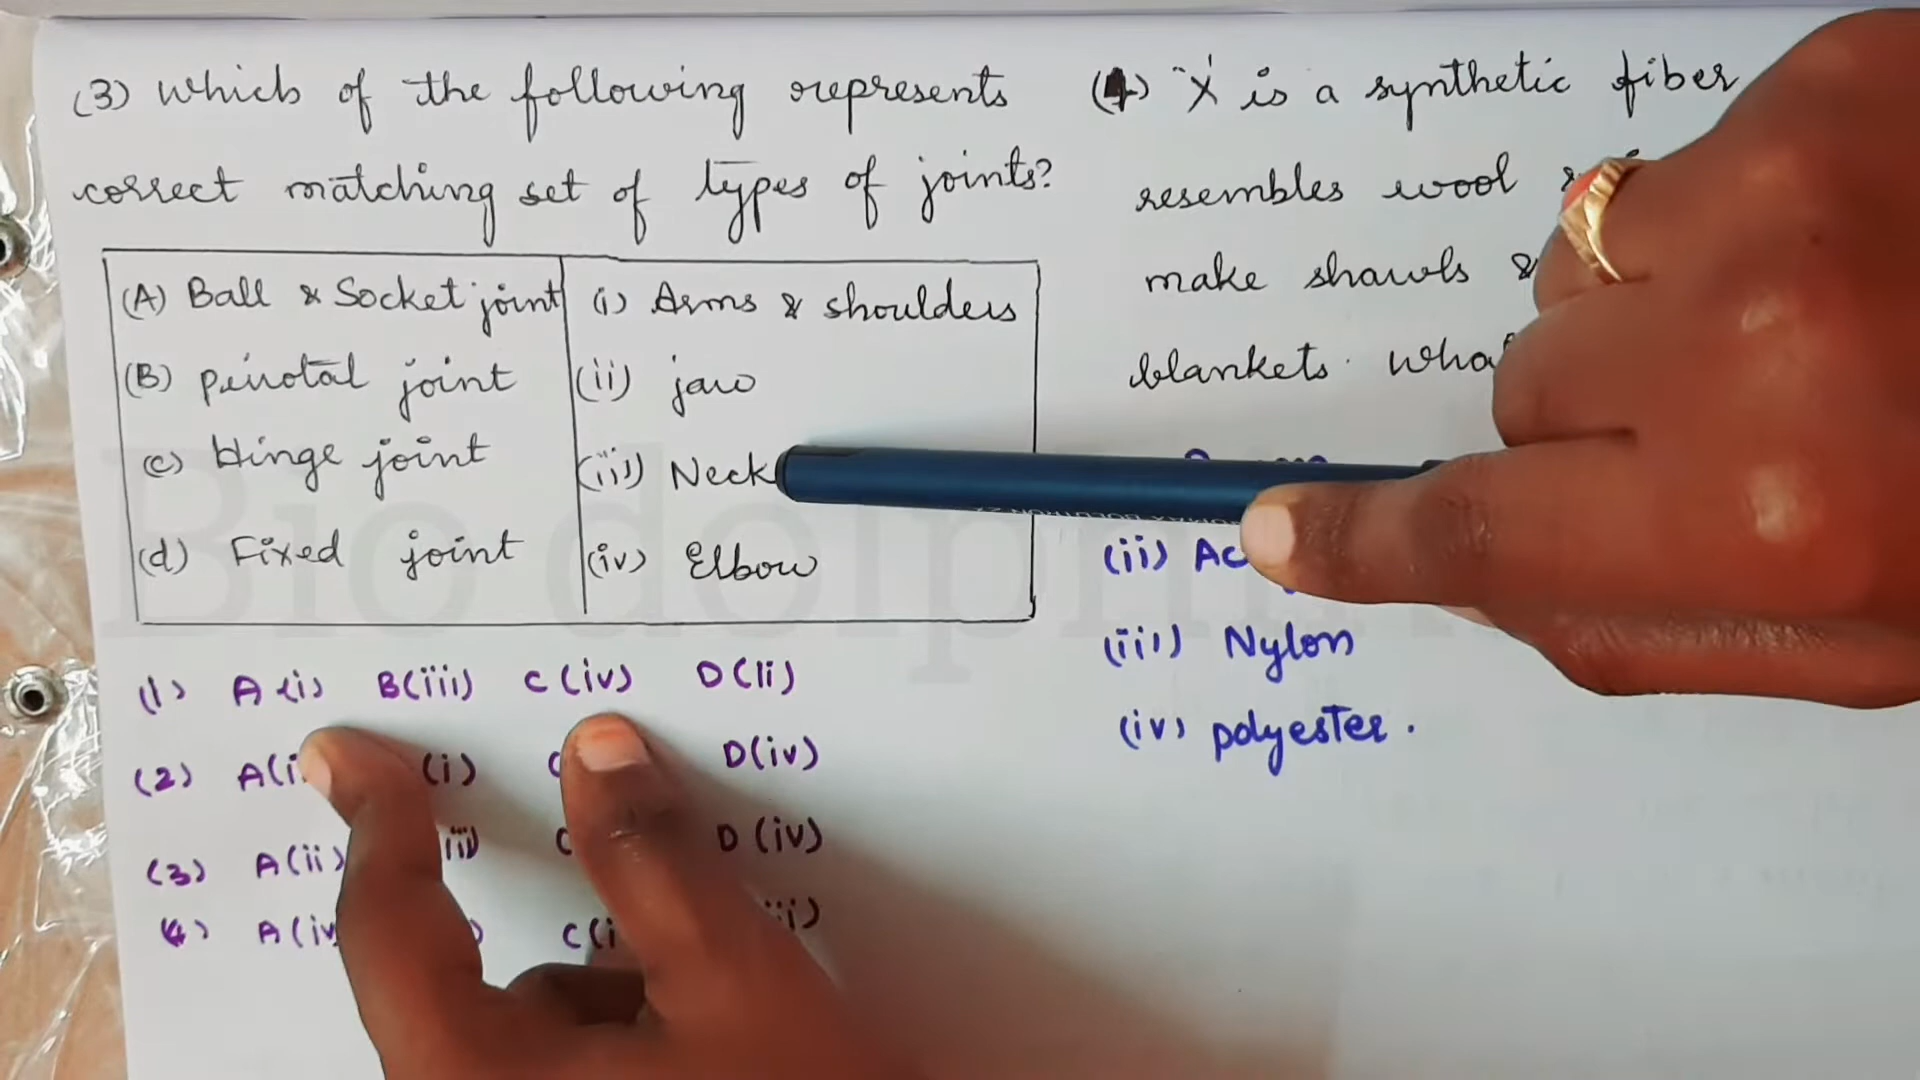 (3) which of the following represents
correct matching set of types of joints?
(A) Ball & Socket joint
(i) Arms & shoulders
(B) pivotal joint
(ii) jaw
(c) Hinge joint
(iii) Neck
(d) Fixed joint
(iv) Elbow
(1) A (i) B(iii) C (iv) D (ii)
(2) (i) D(iv)
(3) A(ii) D (iv)
(4)
(4) "X" is a synthetic fiber
resembles wool &
make shawls &
blankets.
(ii)
(iii) Nylon
(iv) polyester.
Bio dolphin